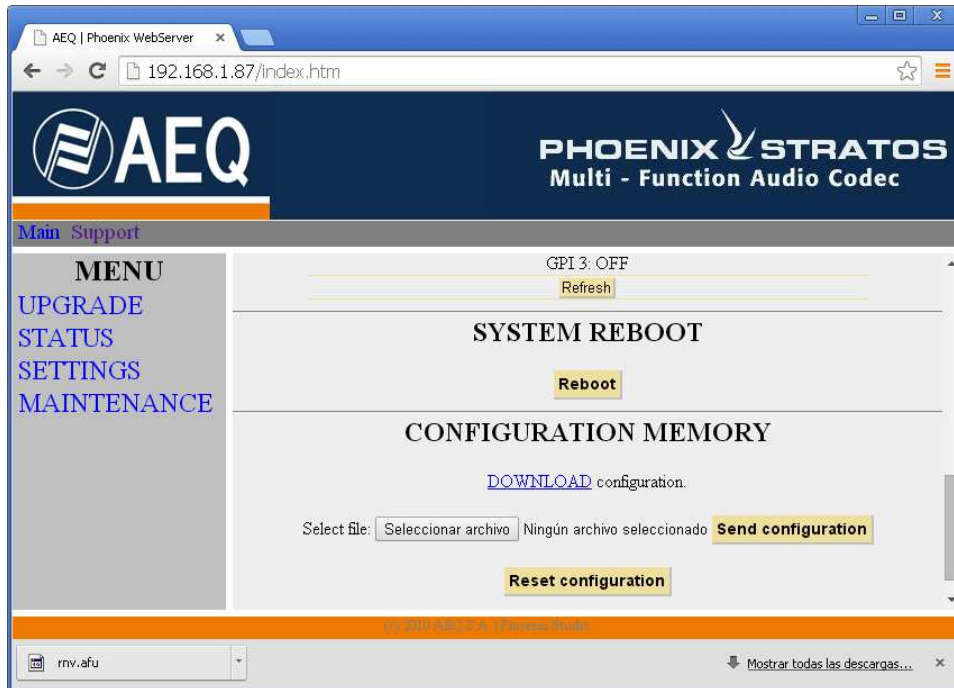 AEQ | Phoenix WebServer
192.168.1.87/index.htm
AEQ
PHOENIX STRATOS
Multi - Function Audio Codec
Main Support
MENU
UPGRADE
STATUS
SETTINGS
MAINTENANCE
GPI 3: OFF
Refresh
SYSTEM REBOOT
Reboot
CONFIGURATION MEMORY
DOWNLOAD configuration.
Select file: Seleccionar archivo Ningún archivo seleccionado Send configuration
Reset configuration
(c) 2010 AEQ S.A. | Phoenix Studio
rnv.afu
Mostrar todas las descargas...